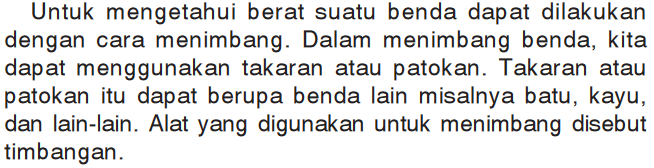 Untuk mengetahui berat suatu benda dapat dilakukan
dengan cara menimbang. Dalam menimbang benda, kita
dapat menggunakan takaran atau patokan. Takaran atau
patokan itu dapat berupa benda lain misalnya batu, kayu,
dan lain-lain. Alat yang digunakan untuk menimbang disebut
timbangan.